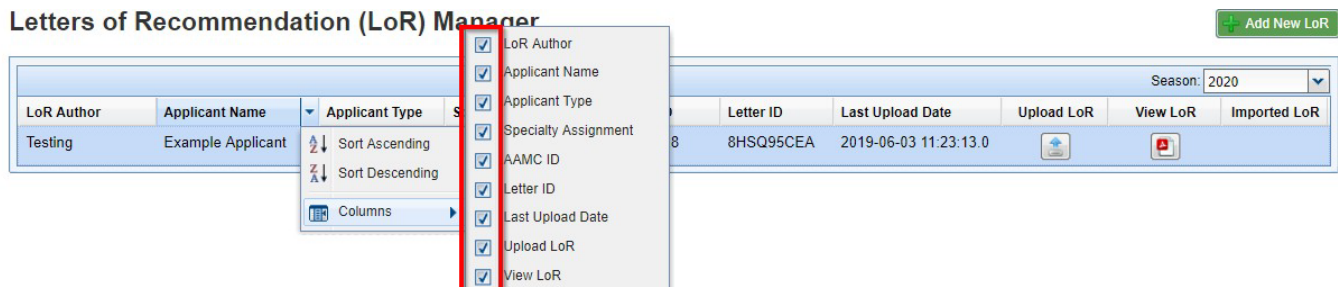 Letters of Recommendation (LoR) Manager
Add New LoR
Season: 2020
LoR Author Applicant Name Applicant Type Letter ID Last Upload Date Upload LoR View LoR Imported LoR
Testing Example Applicant 8 8HSQ95CEA 2019-06-03 11:23:13.0
Sort Ascending
Sort Descending
Columns
LoR Author
Applicant Name
Applicant Type
Specialty Assignment
AAMC ID
Letter ID
Last Upload Date
Upload LoR
View LoR